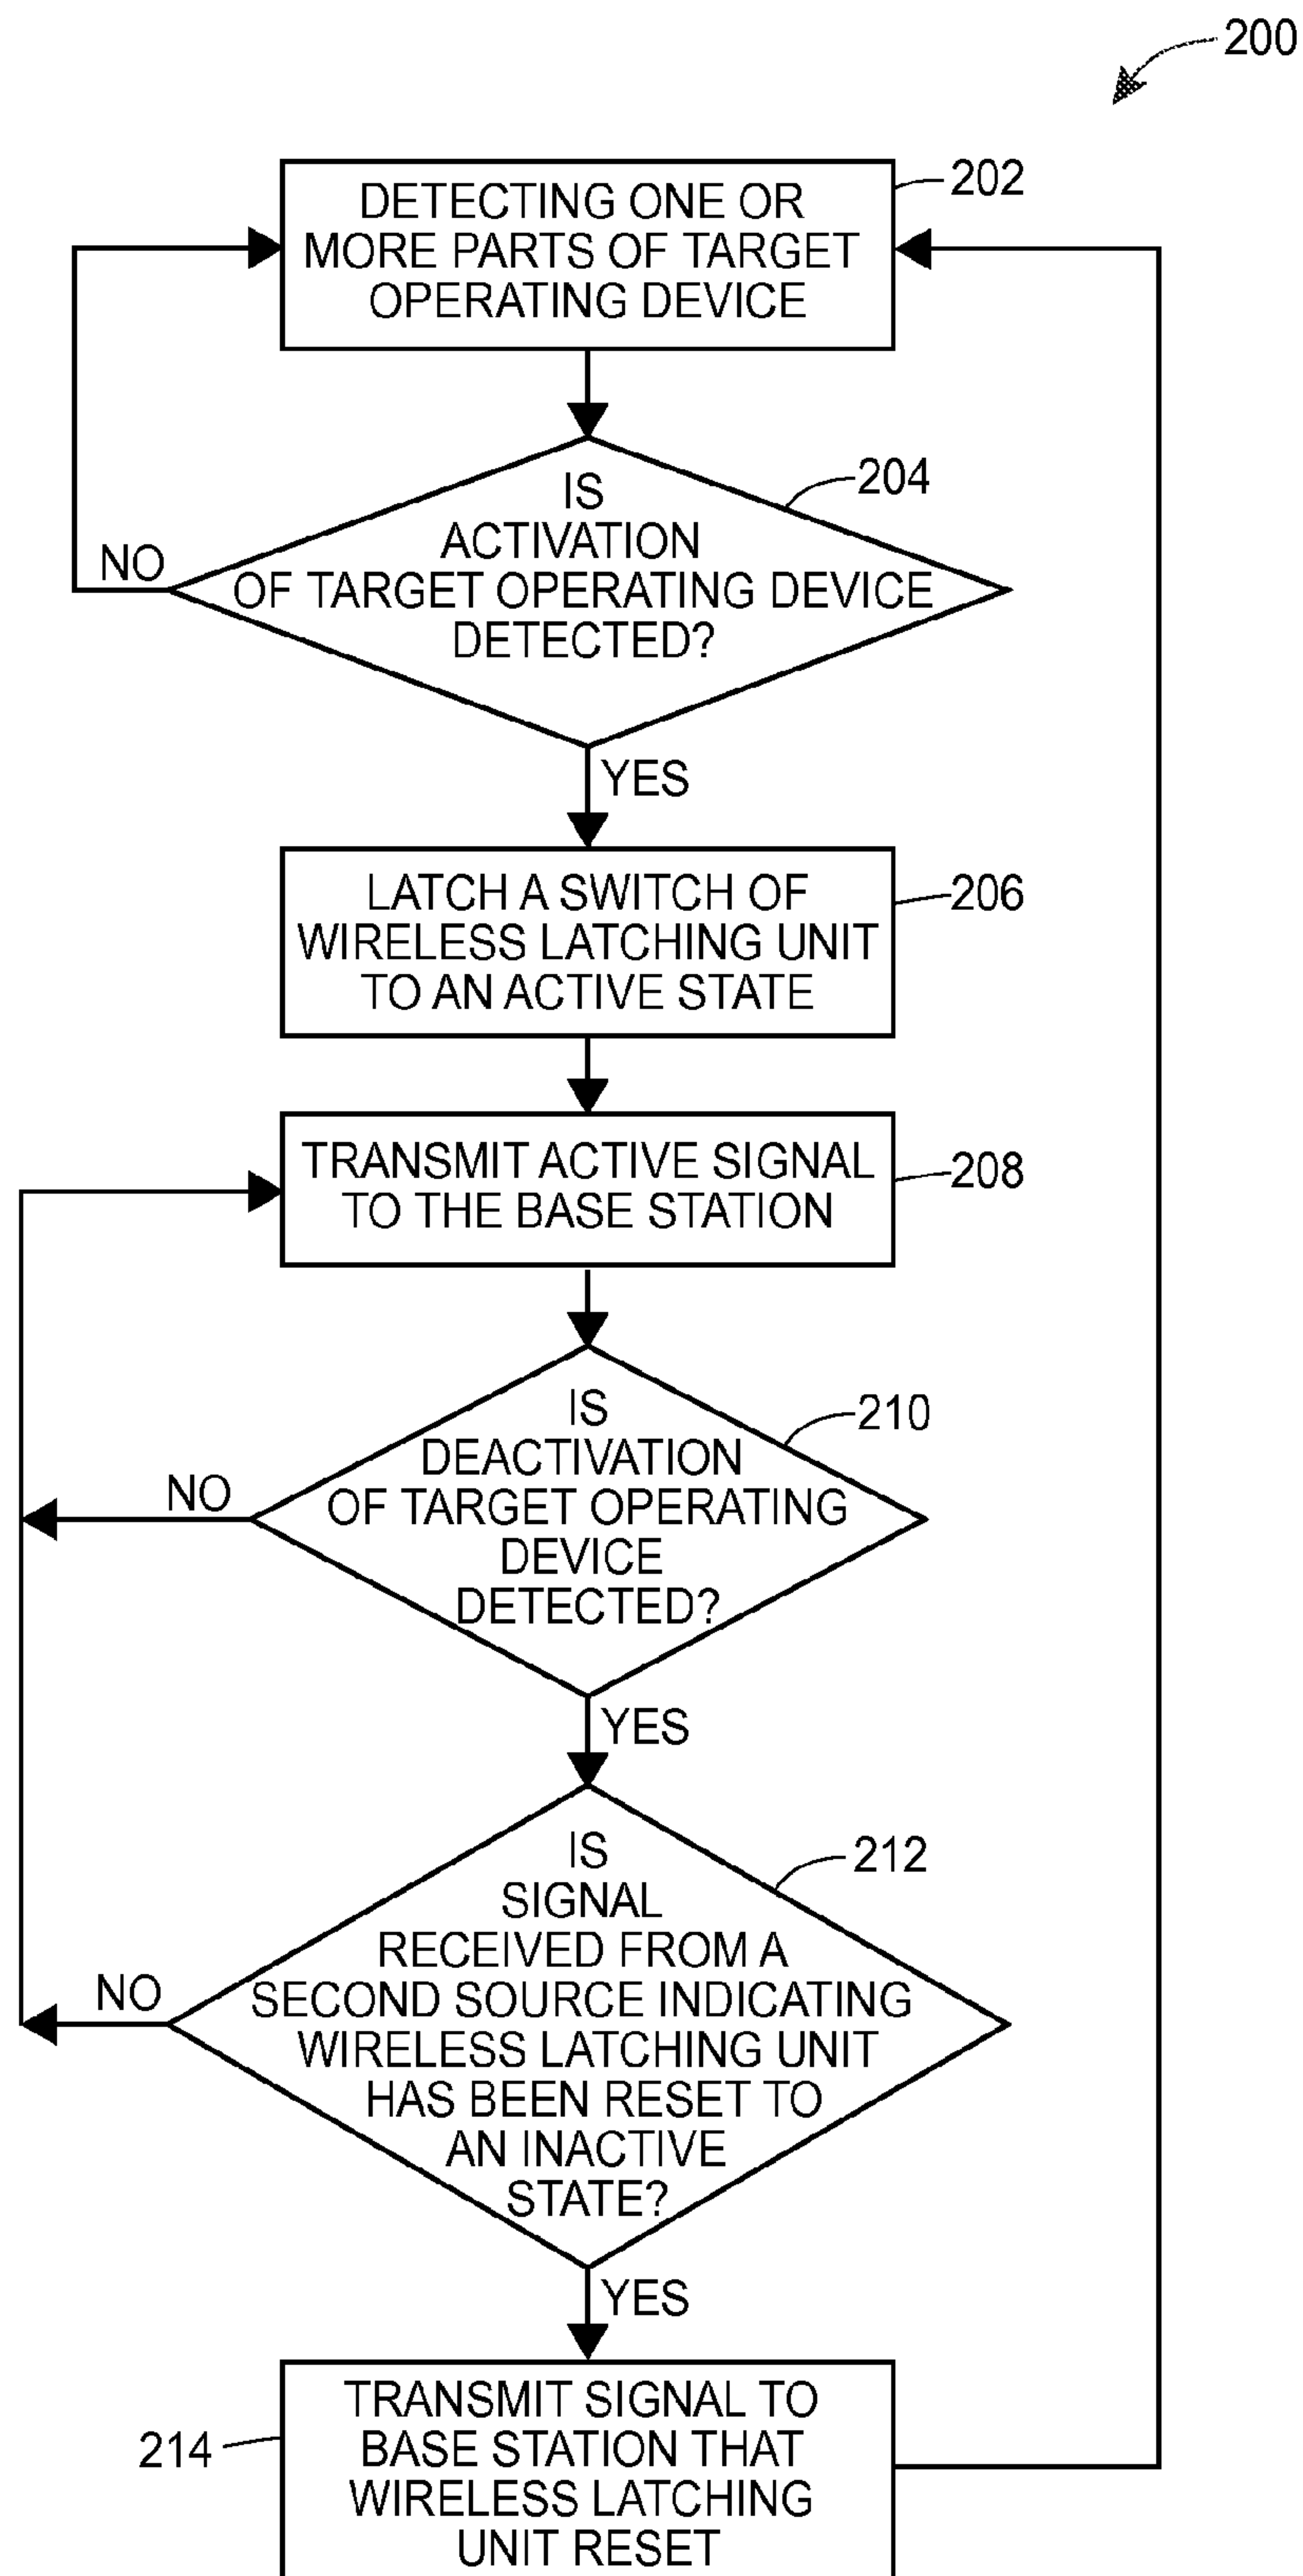 200
202
DETECTING ONE OR
MORE PARTS OF TARGET
OPERATING DEVICE
204
IS
ACTIVATION
OF TARGET OPERATING DEVICE
DETECTED?
NO
YES
206
LATCH A SWITCH OF
WIRELESS LATCHING UNIT
TO AN ACTIVE STATE
208
TRANSMIT ACTIVE SIGNAL
TO THE BASE STATION
210
IS
DEACTIVATION
OF TARGET OPERATING
DEVICE
DETECTED?
NO
YES
212
IS
SIGNAL
RECEIVED FROM A
SECOND SOURCE INDICATING
WIRELESS LATCHING UNIT
HAS BEEN RESET TO
AN INACTIVE
STATE?
NO
YES
214
TRANSMIT SIGNAL TO
BASE STATION THAT
WIRELESS LATCHING
UNIT RESET